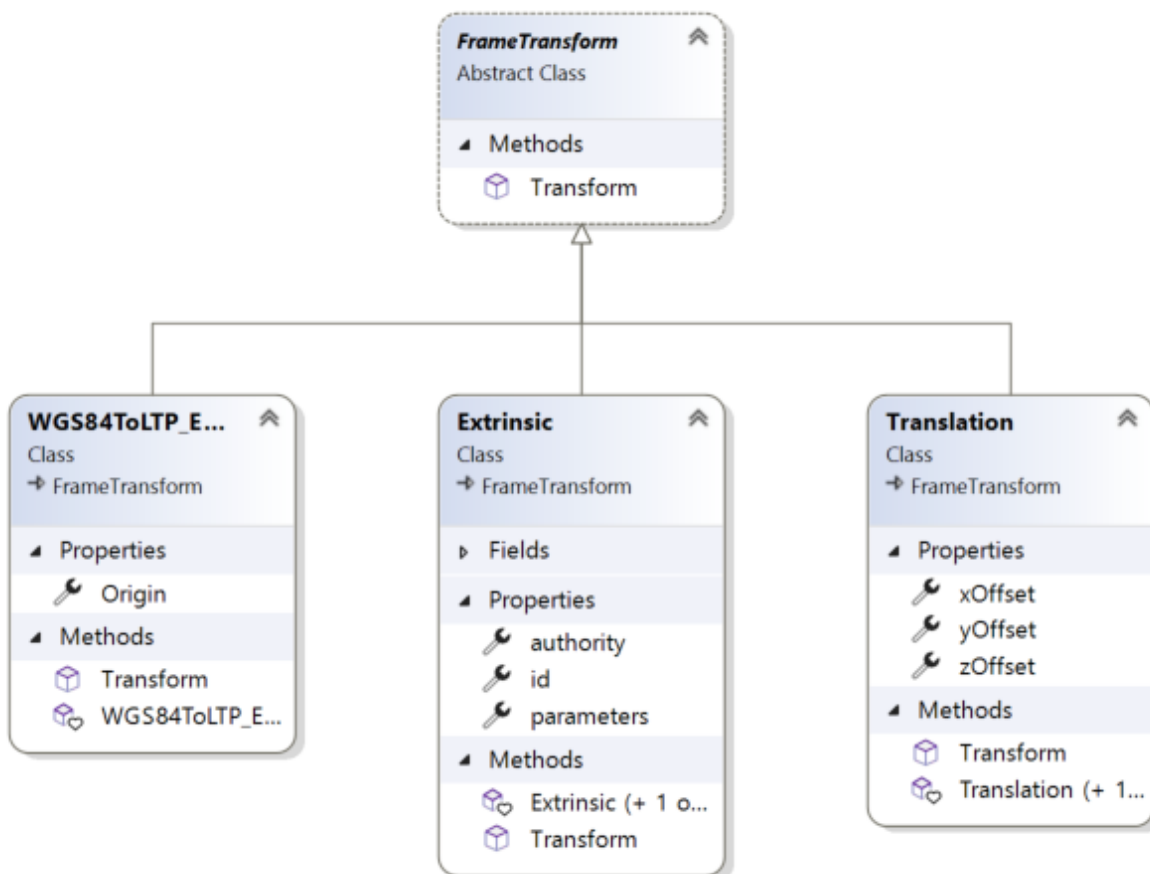 FrameTransform
Abstract Class
Methods
Transform
WGS84ToLTP_E...
Class
FrameTransform
Properties
Origin
Methods
Transform
WGS84ToLTP_E...
Extrinsic
Class
FrameTransform
Fields
Properties
authority
id
parameters
Methods
Extrinsic (+ 1 o...
Transform
Translation
Class
FrameTransform
Properties
xOffset
yOffset
zOffset
Methods
Transform
Translation (+ 1...